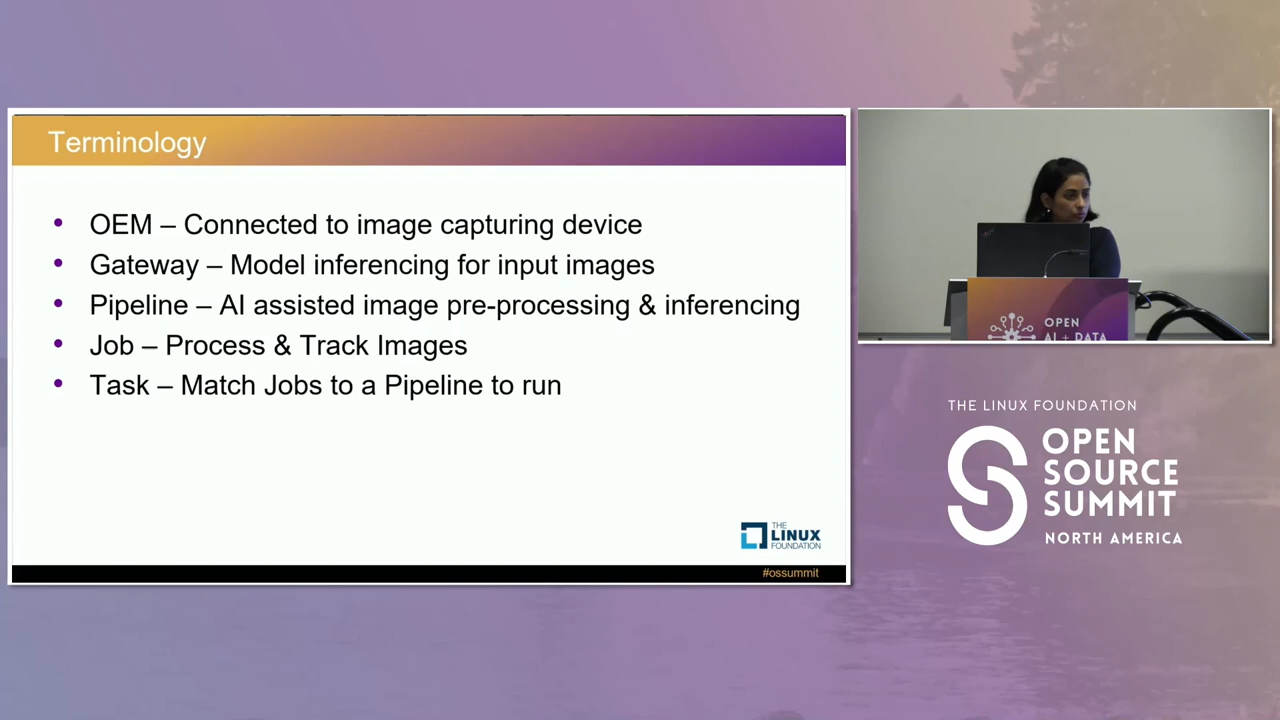 Terminology
• OEM – Connected to image capturing device
• Gateway – Model inferencing for input images
• Pipeline – AI assisted image pre-processing & inferencing
• Job – Process & Track Images
• Task – Match Jobs to a Pipeline to run
THE
LINUX
FOUNDATION
#ossummit
OPEN
AI + DATA
THE LINUX FOUNDATION
OPEN
SOURCE
SUMMIT
NORTH AMERICA